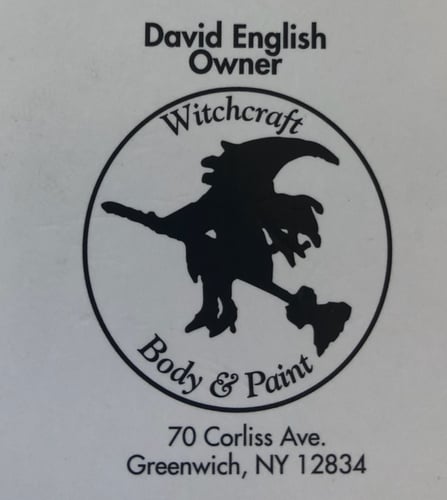 David English
Owner
Witchcraft
Body & Paint
70 Corliss Ave.
Greenwich, NY 12834